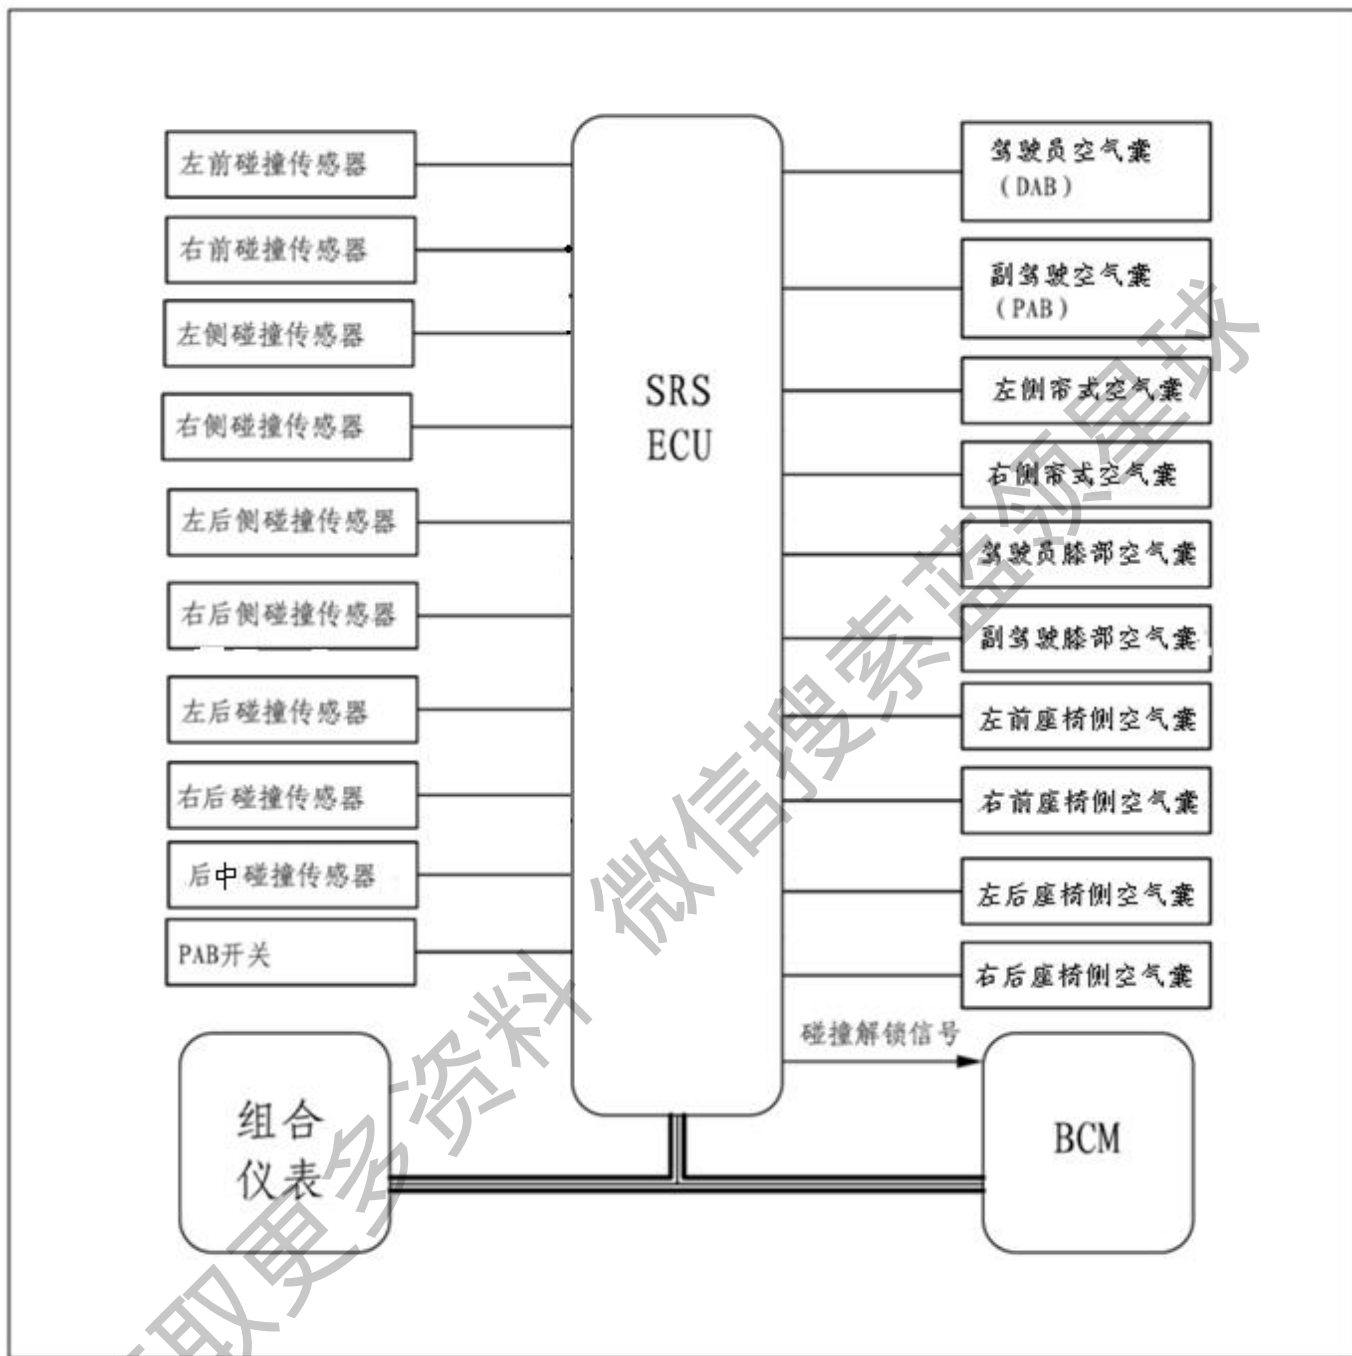 左前碰撞传感器
右前碰撞传感器
左侧碰撞传感器
右侧碰撞传感器
左后侧碰撞传感器
右后侧碰撞传感器
左后碰撞传感器
右后碰撞传感器
后中碰撞传感器
PAB开关
组合
仪表
SRS
ECU
驾驶员空气囊
(DAB)
副驾驶空气囊
(PAB)
左侧帘式空气囊
右侧帘式空气囊
驾驶员膝部空气囊
副驾驶膝部空气囊
左前座椅侧空气囊
右前座椅侧空气囊
左后座椅侧空气囊
右后座椅侧空气囊
碰撞解锁信号
BCM
取更多资料 微信搜索蓝领星球